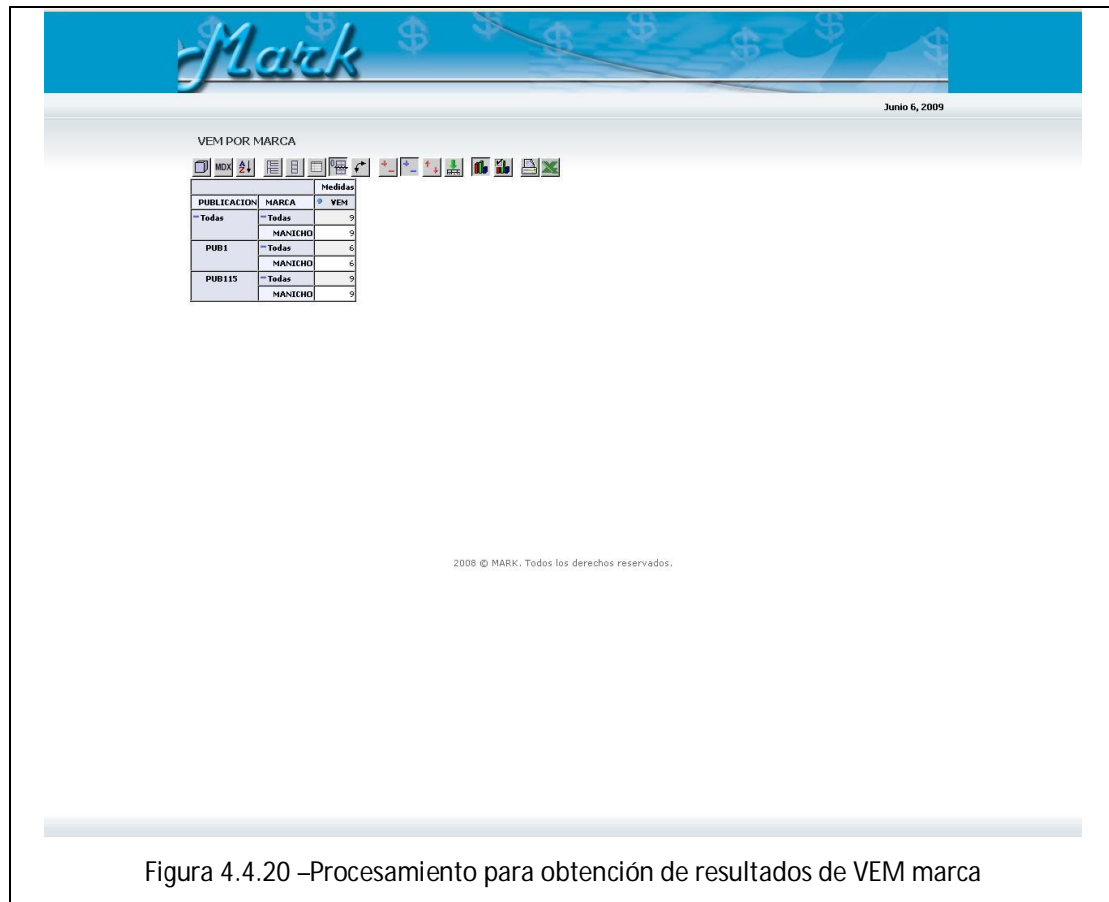 Mark
Junio 6, 2009
VEM POR MARCA
MDX
Medidas
PUBLICACION MARCA VEM
Todas Todas 9
MANICHO 9
PUB1 Todas 6
MANICHO 6
PUB115 Todas 9
MANICHO 9
2008 © MARK. Todos los derechos reservados.
Figura 4.4.20 –Procesamiento para obtención de resultados de VEM marca